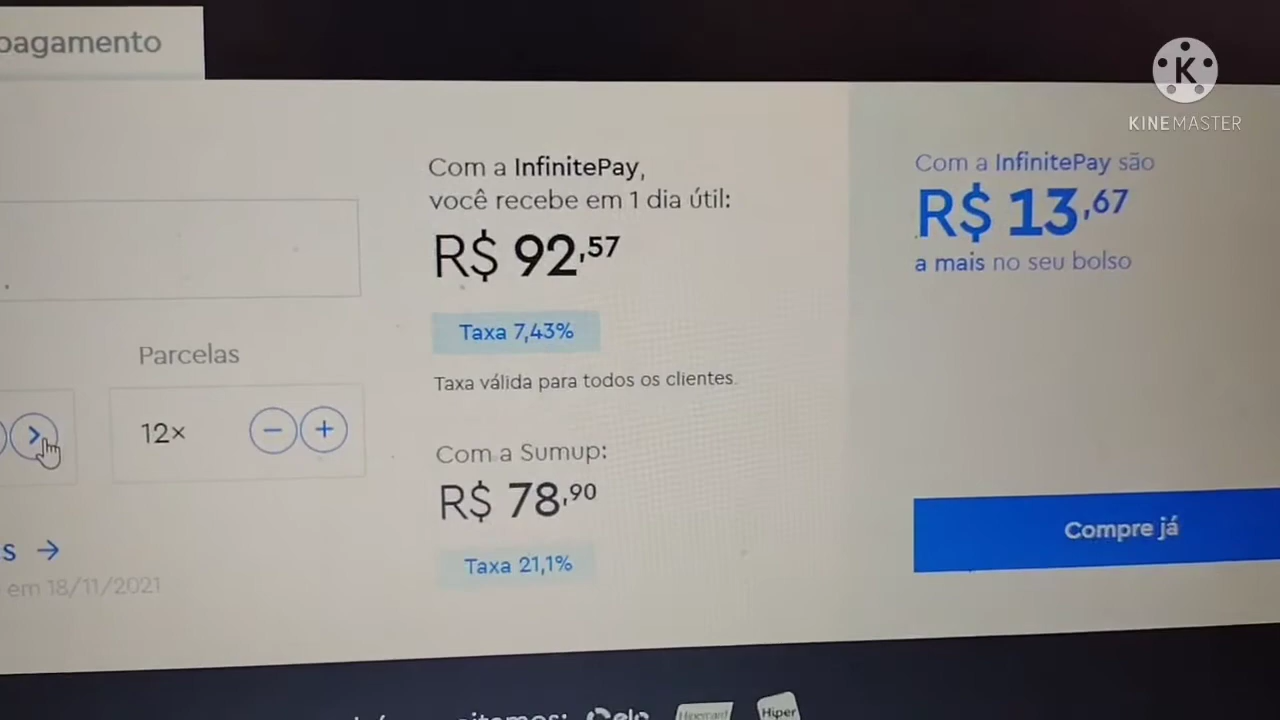 pagamento
KINEMASTER
Com a InfinitePay,
você recebe em 1 dia útil:
R$ 92,57
Taxa 7,43%
Taxa válida para todos os clientes.
Com a Sumup:
R$ 78,90
Taxa 21,1%
Com a InfinitePay são
R$ 13,67
a mais no seu bolso
Compre já
Parcelas
12×
s →
em 18/11/2021
Hiper